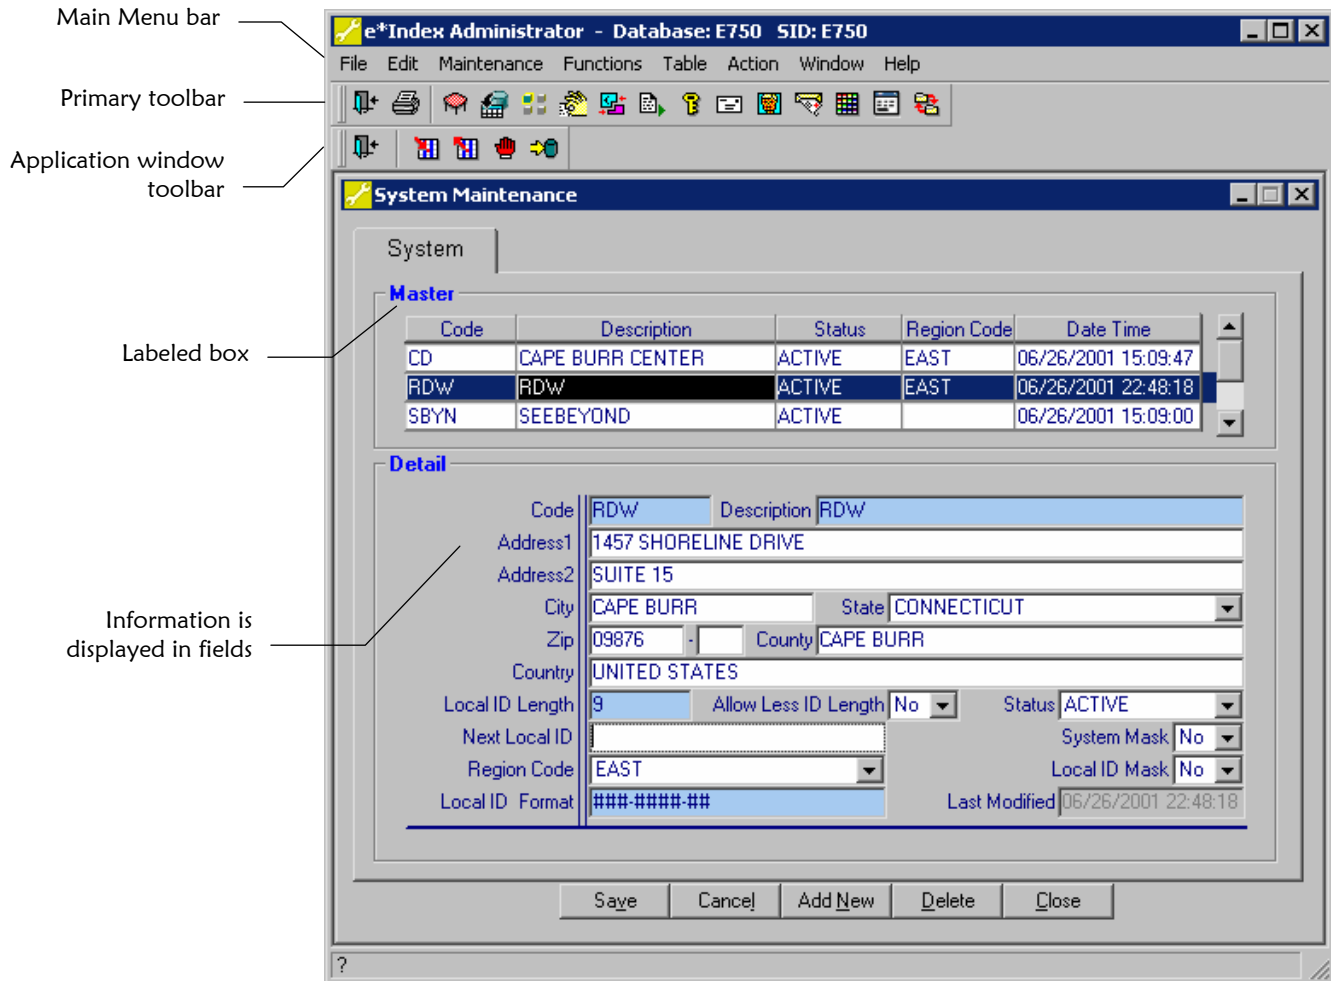 Main Menu bar
e*Index Administrator - Database: E750 SID: E750
File Edit Maintenance Functions Table Action Window Help
Primary toolbar
Application window
toolbar
System Maintenance
System
Master
Code Description Status Region Code Date Time
Labeled box
CD CAPE BURR CENTER ACTIVE EAST 06/26/2001 15:09:47
RDW RDW ACTIVE EAST 06/26/2001 22:48:18
SBYN SEEBEYOND ACTIVE 06/26/2001 15:09:00
Detail
Code RDW Description RDW
Address1 1457 SHORELINE DRIVE
Address2 SUITE 15
City CAPE BURR State CONNECTICUT
Information is
displayed in fields
Zip 09876 - County CAPE BURR
Country UNITED STATES
Local ID Length 9 Allow Less ID Length No Status ACTIVE
Next Local ID System Mask No
Region Code EAST Local ID Mask No
Local ID Format ###-####-## Last Modified 06/26/2001 22:48:18
Save Cancel Add New Delete Close
?